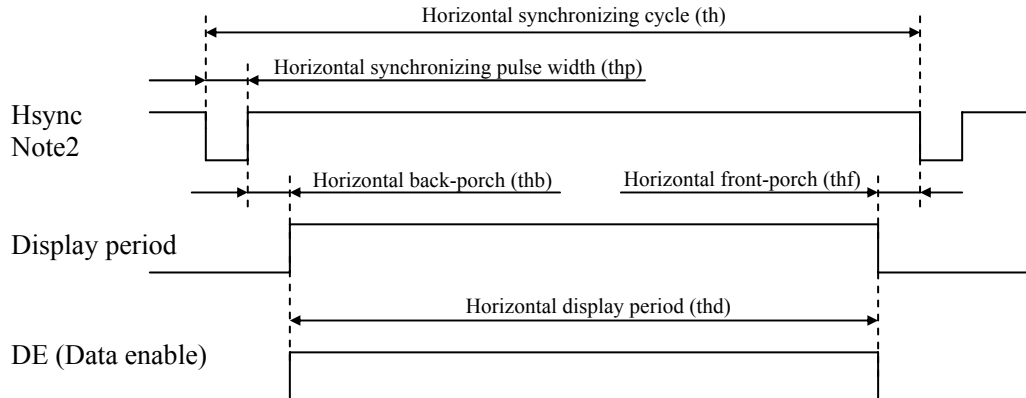 Horizontal synchronizing cycle (th)
Horizontal synchronizing pulse width (thp)
Hsync
Note2
Horizontal back-porch (thb)
Horizontal front-porch (thf)
Display period
Horizontal display period (thd)
DE (Data enable)